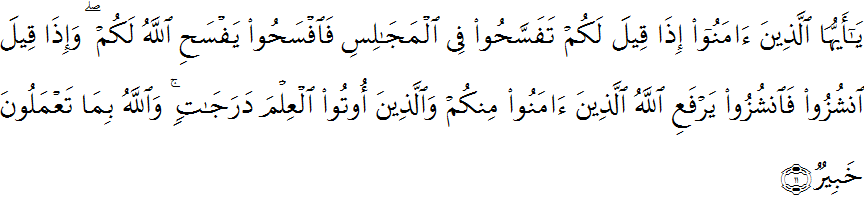 يَـٰٓأَيُّهَا ٱلَّذِينَ ءَامَنُوٓا۟ إِذَا قِيلَ لَكُمْ تَفَسَّحُوا۟ فِى ٱلْمَجَـٰلِسِ فَٱفْسَحُوا۟ يَفْسَحِ ٱللَّهُ لَكُمْ ۖ وَإِذَا قِيلَ
ٱنشُزُوا۟ فَٱنشُزُوا۟ يَرْفَعِ ٱللَّهُ ٱلَّذِينَ ءَامَنُوا۟ مِنكُمْ وَٱلَّذِينَ أُوتُوا۟ ٱلْعِلْمَ دَرَجَـٰتٍۢ ۚ وَٱللَّهُ بِمَا تَعْمَلُونَ
خَبِيرٌۭ ﴿١١﴾